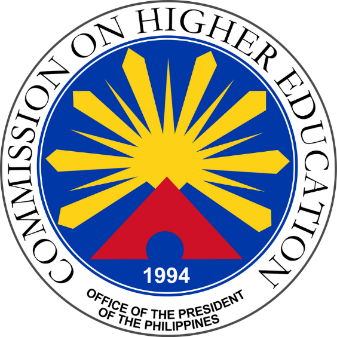 COMMISSION ON HIGHER EDUCATION
1994
OFFICE OF THE PRESIDENT
OF THE PHILIPPINES